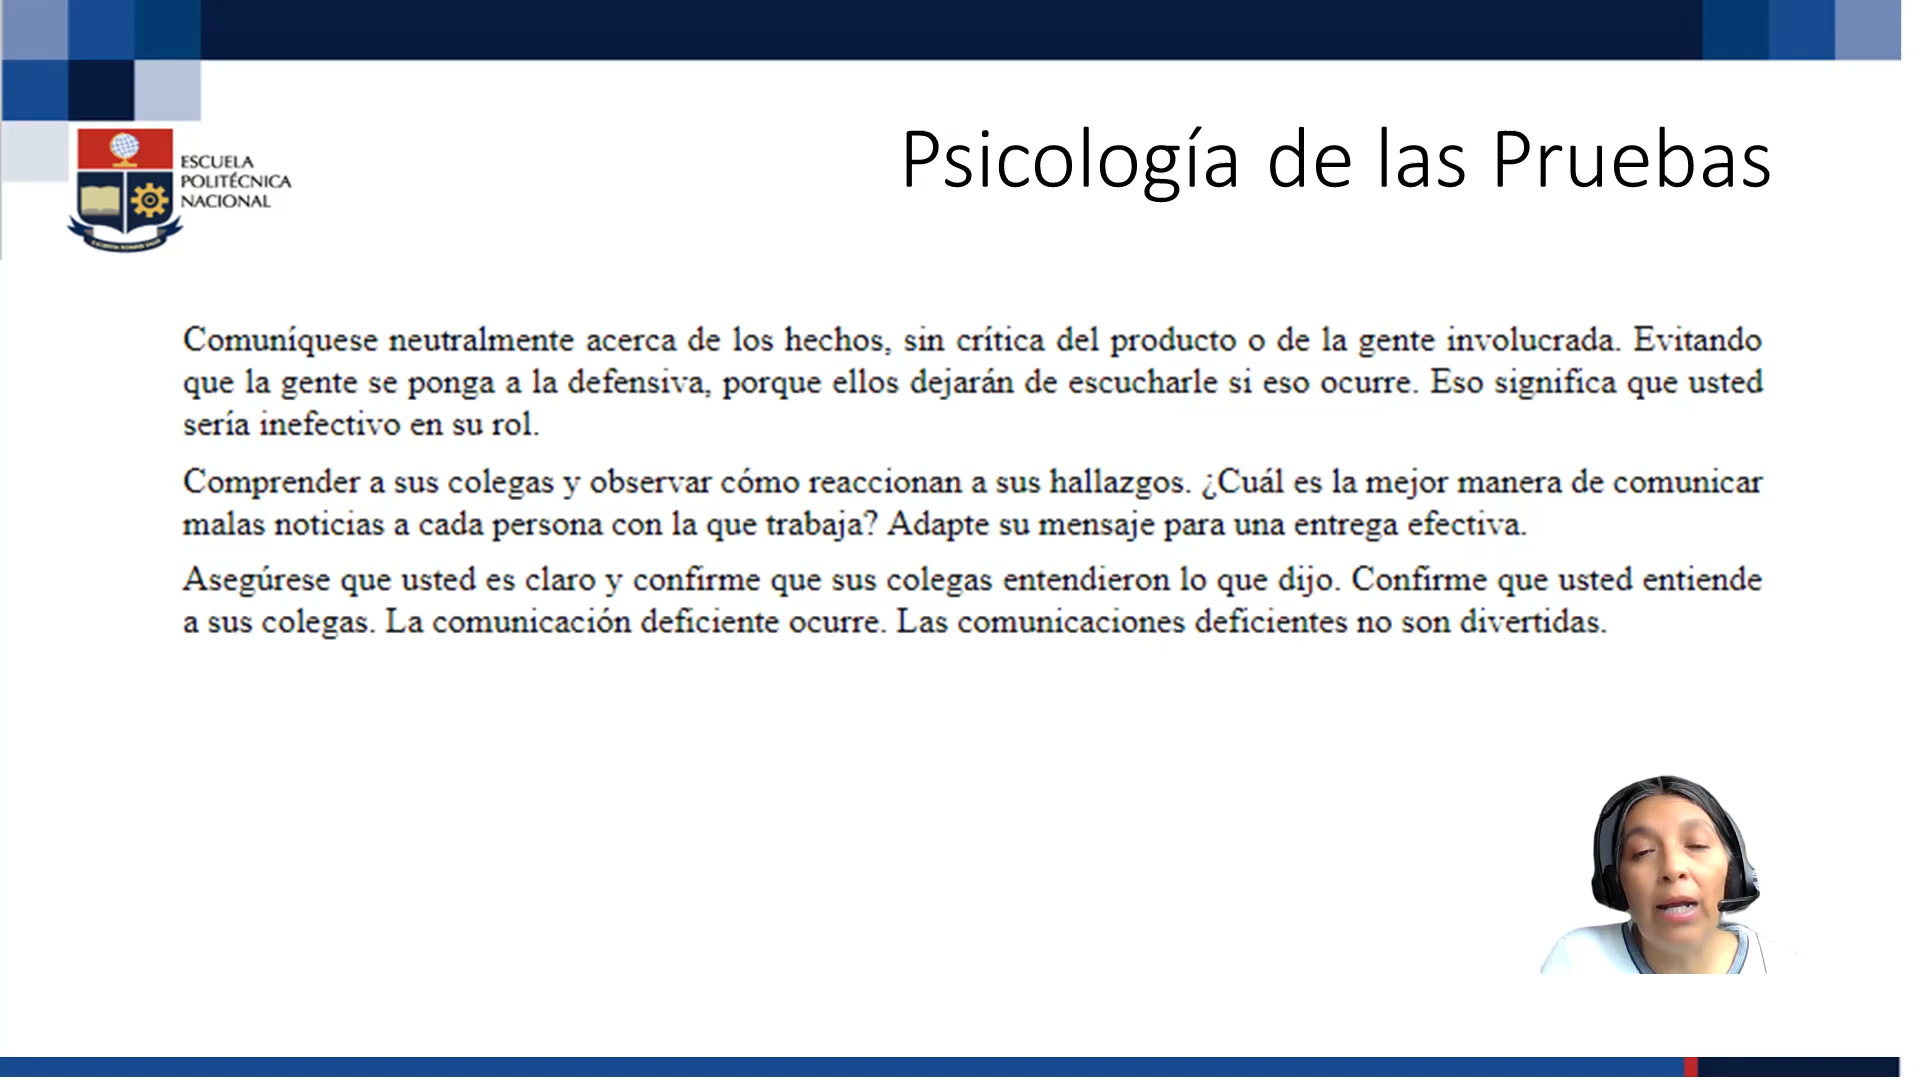 ESCUELA
POLITÉCNICA
NACIONAL
Psicología de las Pruebas
Comuníquese neutralmente acerca de los hechos, sin crítica del producto o de la gente involucrada. Evitando
que la gente se ponga a la defensiva, porque ellos dejarán de escucharle si eso ocurre. Eso significa que usted
sería inefectivo en su rol.
Comprender a sus colegas y observar cómo reaccionan a sus hallazgos. ¿Cuál es la mejor manera de comunicar
malas noticias a cada persona con la que trabaja? Adapte su mensaje para una entrega efectiva.
Asegúrese que usted es claro y confirme que sus colegas entendieron lo que dijo. Confirme que usted entiende
a sus colegas. La comunicación deficiente ocurre. Las comunicaciones deficientes no son divertidas.